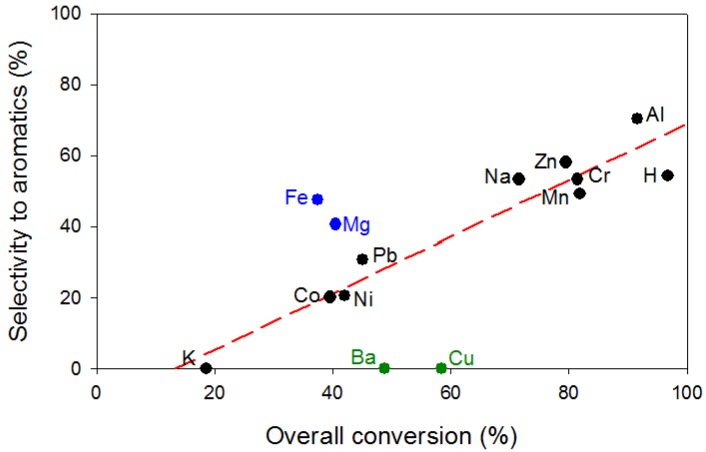 100
80
60
40
20
0
Selectivity to aromatics (%)
Al
Zn
Na
Cr
H
Mn
Fe
Mg
Pb
Co
Ni
K
Ba
Cu
0 20 40 60 80 100
Overall conversion (%)